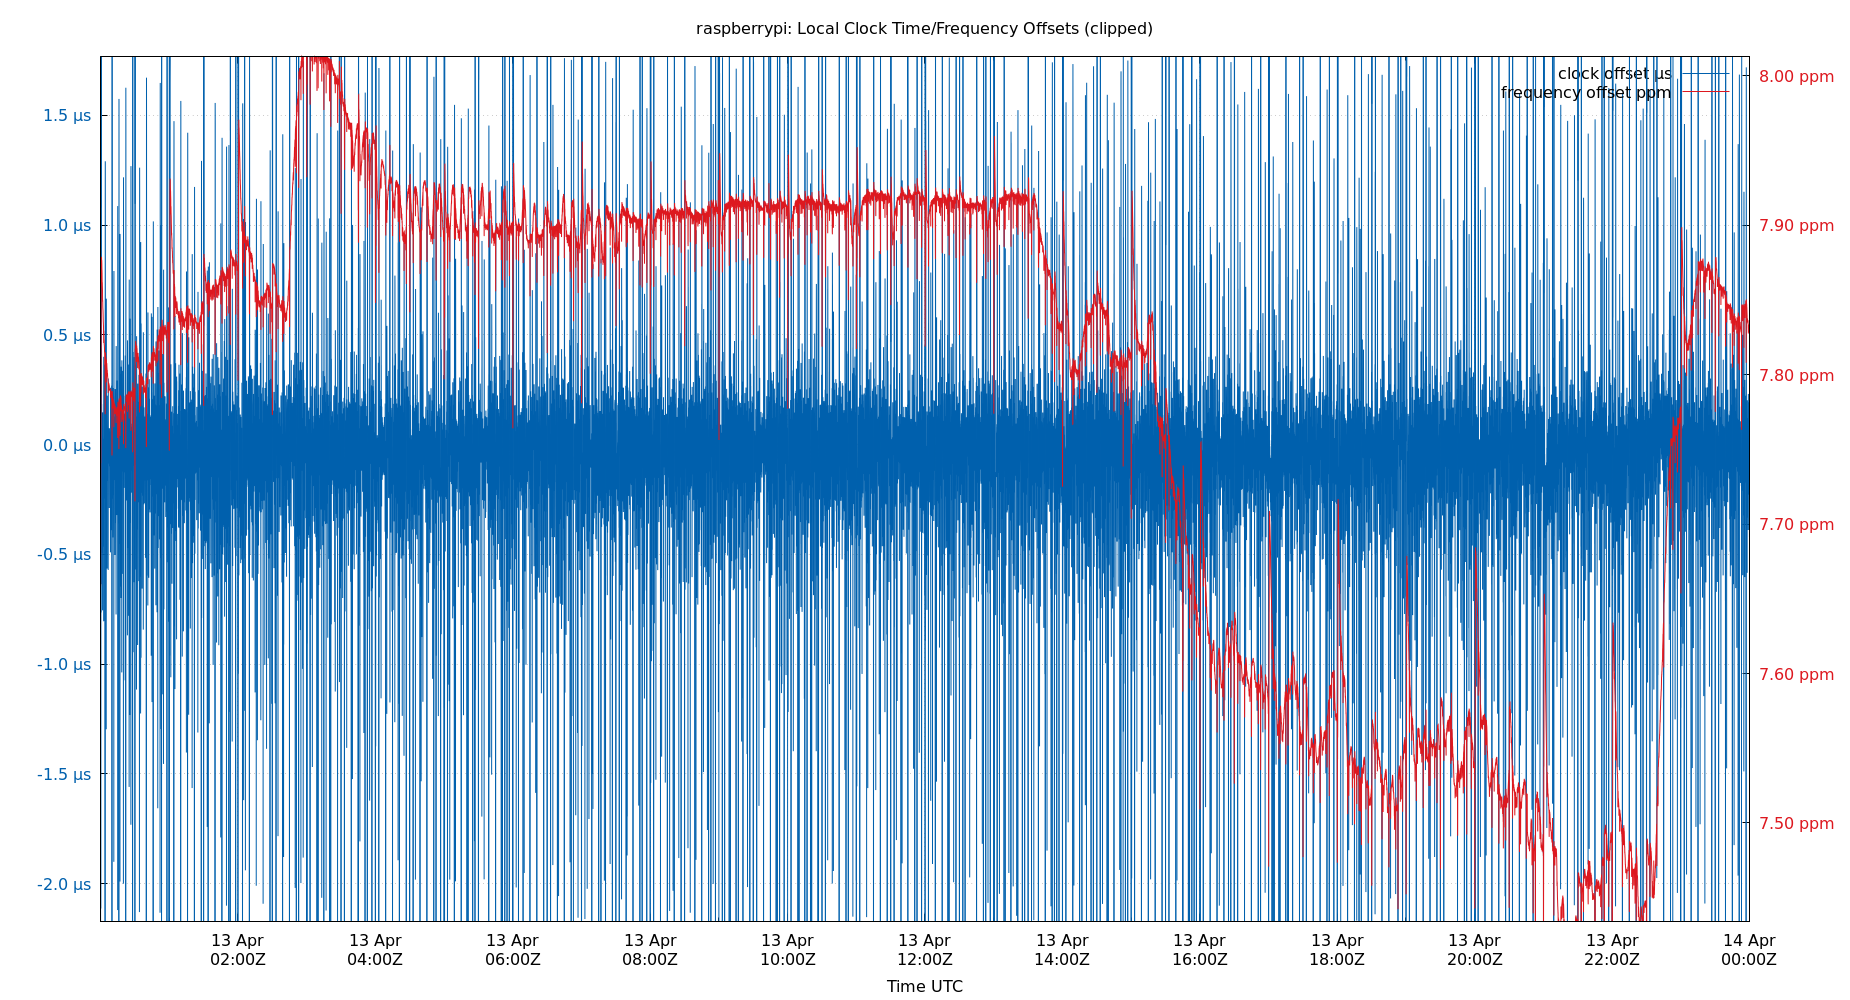 raspberrypi: Local Clock Time/Frequency Offsets (clipped)
clock offset µs
frequency offset ppm
1.5 µs
1.0 µs
0.5 µs
0.0 µs
-0.5 µs
-1.0 µs
-1.5 µs
-2.0 µs
8.00 ppm
7.90 ppm
7.80 ppm
7.70 ppm
7.60 ppm
7.50 ppm
13 Apr 13 Apr 13 Apr 13 Apr 13 Apr 13 Apr 13 Apr 13 Apr 13 Apr 13 Apr 13 Apr 14 Apr
02:00Z 04:00Z 06:00Z 08:00Z 10:00Z 12:00Z 14:00Z 16:00Z 18:00Z 20:00Z 22:00Z 00:00Z
Time UTC